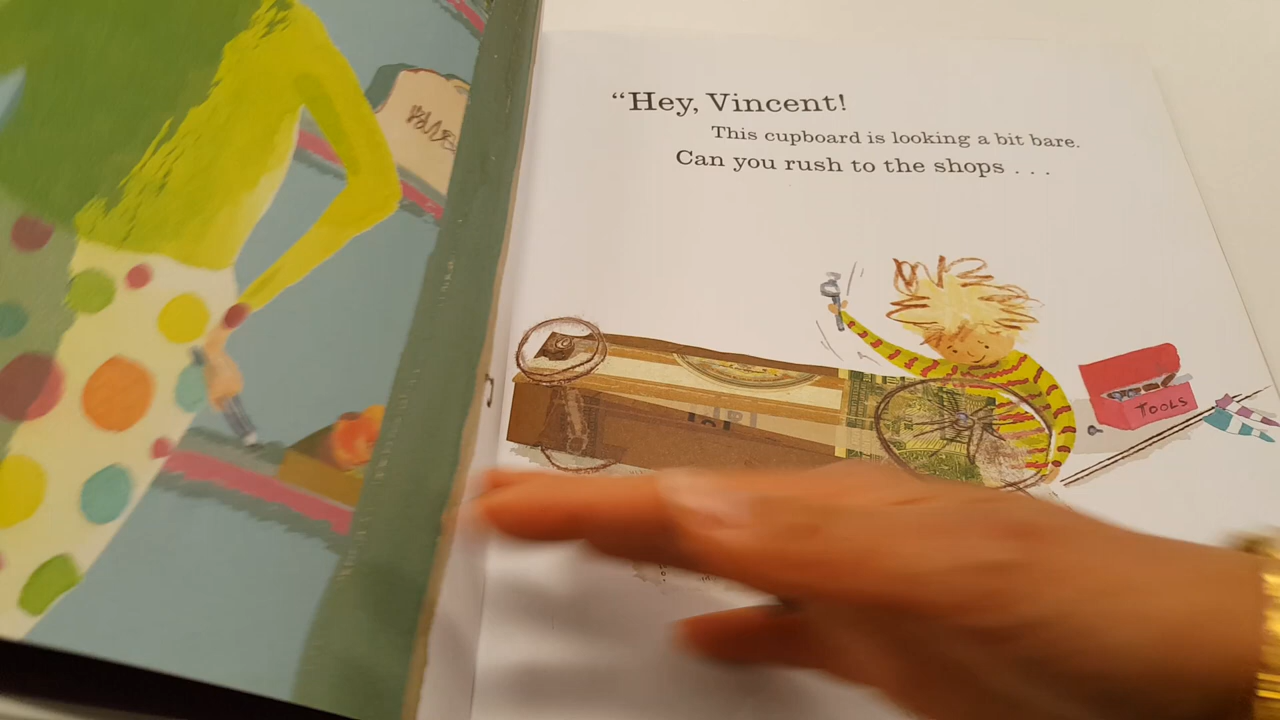 “Hey, Vincent!
This cupboard is looking a bit bare.
Can you rush to the shops . . .
TOOLS